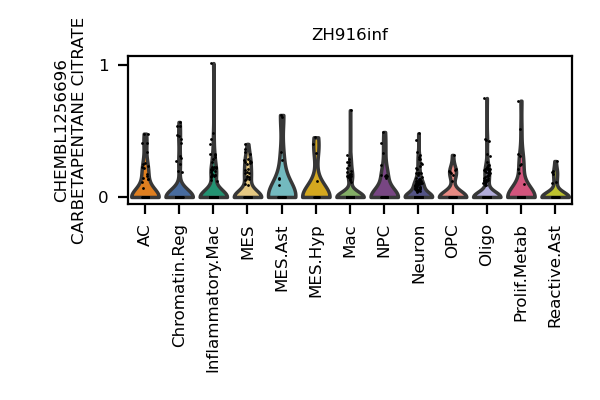 ZH916inf
CHEMBL1256696
CARBETAPENTANE CITRATE
1
0
AC
Chromatin.Reg
Inflammatory.Mac
MES
MES.Ast
MES.Hyp
Mac
NPC
Neuron
OPC
Oligo
Prolif.Metab
Reactive.Ast